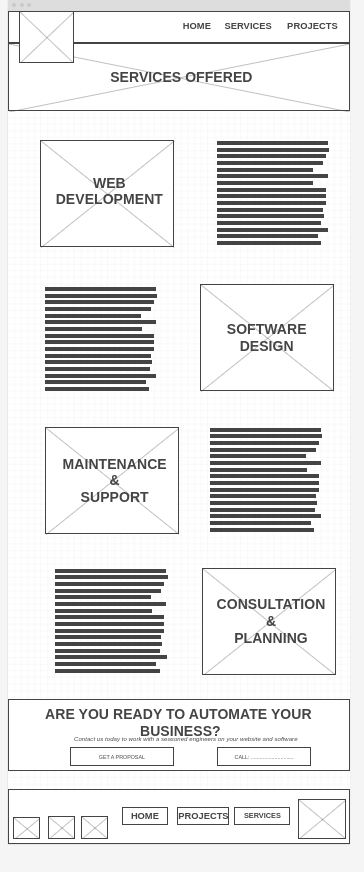 HOME SERVICES PROJECTS
SERVICES OFFERED
WEB
DEVELOPMENT
SOFTWARE
DESIGN
MAINTENANCE
&
SUPPORT
CONSULTATION
&
PLANNING
ARE YOU READY TO AUTOMATE YOUR
BUSINESS?
Contact us today to work with a seasoned engineers on your website and software
GET A PROPOSAL
CALL: ..............................
HOME PROJECTS SERVICES